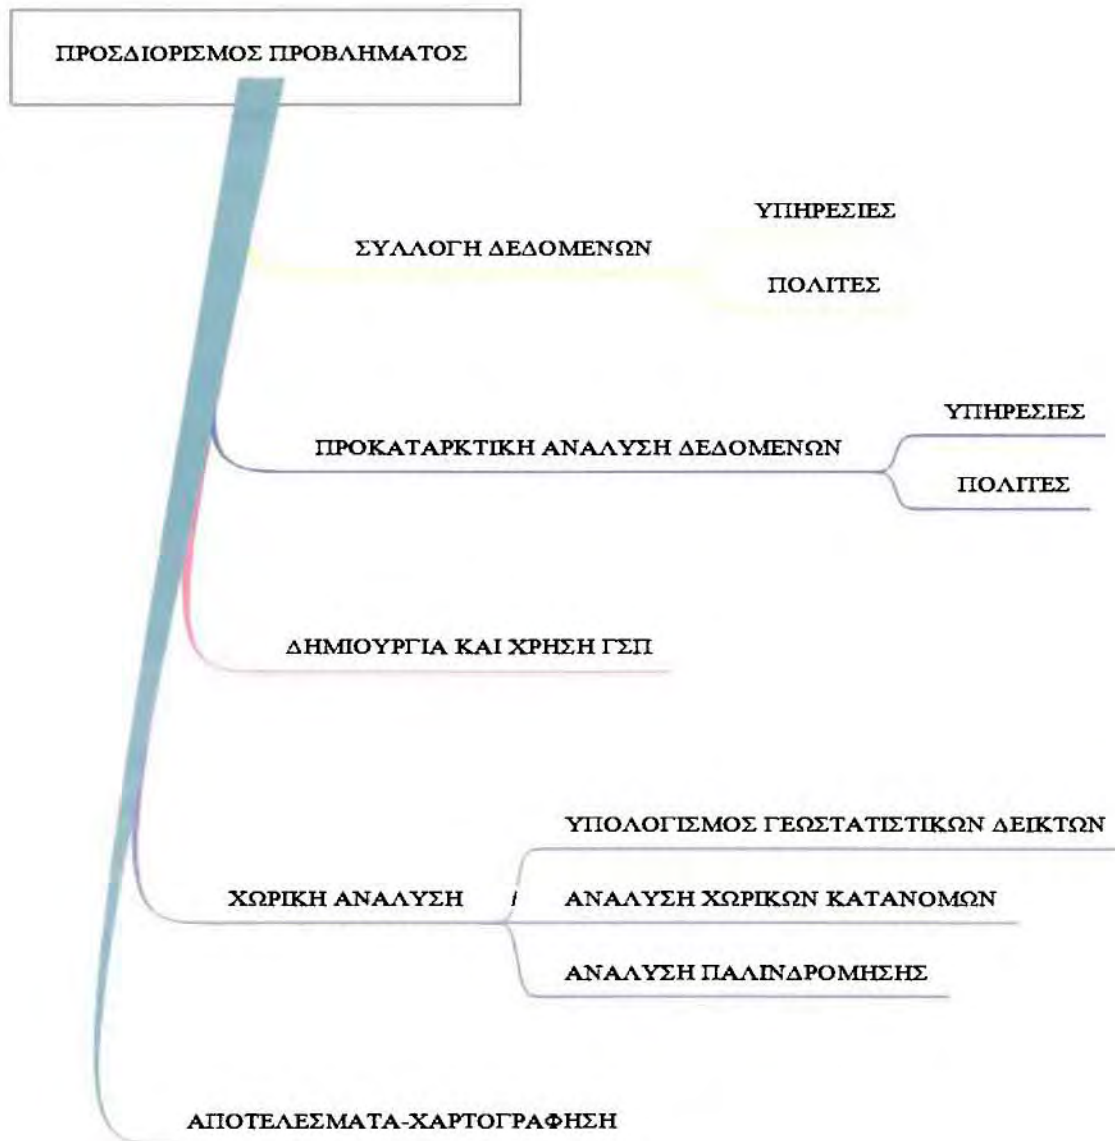 ΠΡΟΣΔΙΟΡΙΣΜΟΣ ΠΡΟΒΛΗΜΑΤΟΣ
ΥΠΗΡΕΣΙΕΣ
ΣΥΛΛΟΓΗ ΔΕΔΟΜΕΝΩΝ
ΠΟΛΙΤΕΣ
ΥΠΗΡΕΣΙΕΣ
ΠΡΟΚΑΤΑΡΚΤΙΚΗ ΑΝΑΛΥΣΗ ΔΕΔΟΜΕΝΩΝ
ΠΟΛΙΤΕΣ
ΔΗΜΙΟΥΡΓΙΑ ΚΑΙ ΧΡΗΣΗ ΓΣΠ
ΥΠΟΛΟΓΙΣΜΟΣ ΓΕΩΣΤΑΤΙΣΤΙΚΩΝ ΔΕΙΚΤΩΝ
ΧΩΡΙΚΗ ΑΝΑΛΥΣΗ
ΑΝΑΛΥΣΗ ΧΩΡΙΚΩΝ ΚΑΤΑΝΟΜΩΝ
ΑΝΑΛΥΣΗ ΠΑΛΙΝΔΡΟΜΗΣΗΣ
ΑΠΟΤΕΛΕΣΜΑΤΑ-ΧΑΡΤΟΓΡΑΦΗΣΗ